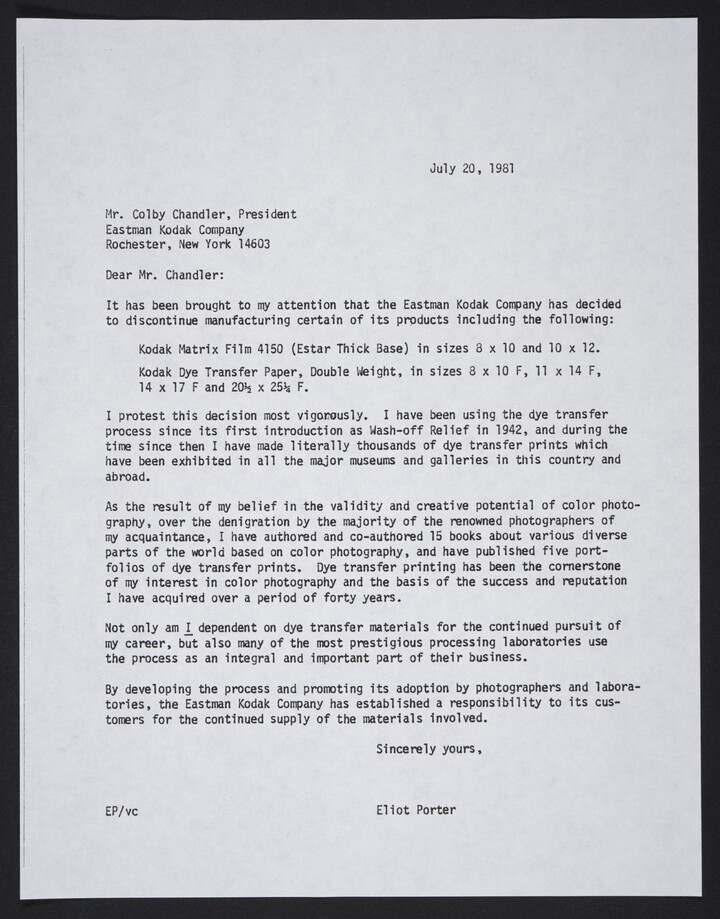 July 20, 1981
Mr. Colby Chandler, President
Eastman Kodak Company
Rochester, New York 14603
Dear Mr. Chandler:
It has been brought to my attention that the Eastman Kodak Company has decided
to discontinue manufacturing certain of its products including the following:
Kodak Matrix Film 4150 (Estar Thick Base) in sizes 8 x 10 and 10 x 12.
Kodak Dye Transfer Paper, Double Weight, in sizes 8 x 10 F, 11 x 14 F,
14 x 17 F and 20½ x 25¼ F.
I protest this decision most vigorously. I have been using the dye transfer
process since its first introduction as Wash-off Relief in 1942, and during the
time since then I have made literally thousands of dye transfer prints which
have been exhibited in all the major museums and galleries in this country and
abroad.
As the result of my belief in the validity and creative potential of color photo-
graphy, over the denigration by the majority of the renowned photographers of
my acquaintance, I have authored and co-authored 15 books about various diverse
parts of the world based on color photography, and have published five port-
folios of dye transfer prints. Dye transfer printing has been the cornerstone
of my interest in color photography and the basis of the success and reputation
I have acquired over a period of forty years.
Not only am I dependent on dye transfer materials for the continued pursuit of
my career, but also many of the most prestigious processing laboratories use
the process as an integral and important part of their business.
By developing the process and promoting its adoption by photographers and labora-
tories, the Eastman Kodak Company has established a responsibility to its cus-
tomers for the continued supply of the materials involved.
Sincerely yours,
EP/vc Eliot Porter